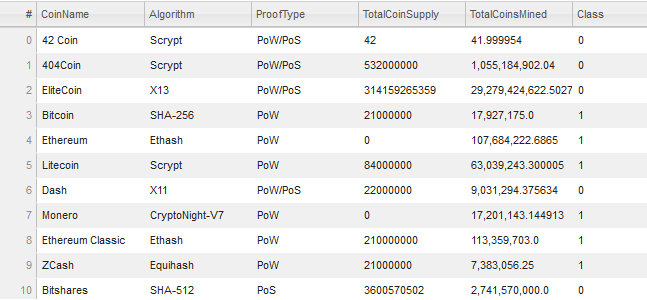 # CoinName Algorithm ProofType TotalCoinSupply TotalCoinsMined Class
0 42 Coin Scrypt PoW/PoS 42 41.999954 0
1 404Coin Scrypt PoW/PoS 532000000 1,055,184,902.04 0
2 EliteCoin X13 PoW/PoS 314159265359 29,279,424,622.5027 0
3 Bitcoin SHA-256 PoW 21000000 17,927,175.0 1
4 Ethereum Ethash PoW 0 107,684,222.6865 1
5 Litecoin Scrypt PoW 84000000 63,039,243.300005 1
6 Dash X11 PoW/PoS 22000000 9,031,294.375634 0
7 Monero CryptoNight-V7 PoW 0 17,201,143.144913 1
8 Ethereum Classic Ethash PoW 210000000 113,359,703.0 1
9 ZCash Equihash PoW 21000000 7,383,056.25 1
10 Bitshares SHA-512 PoS 3600570502 2,741,570,000.0 0